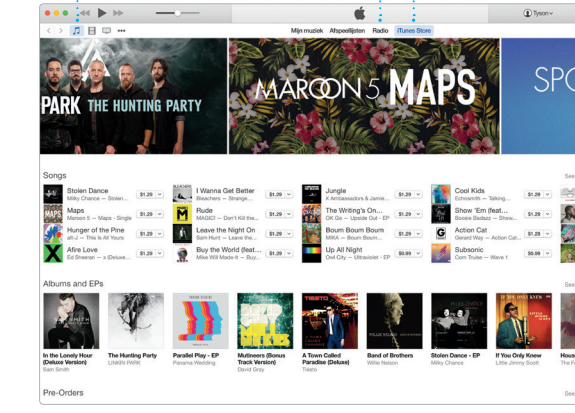 Tyson
Mijn muziek Afspeellijsten Radio iTunes Store
PARK THE HUNTING PARTY
MAROON 5 MAPS
SPO
Songs
See
Stolen Dance
Milky Chance — Stolen...
$1.29
I Wanna Get Better
Bleachers — Strange...
$1.29
Jungle
X Ambassadors & Jamie...
$1.29
Cool Kids
Echosmith — Talking...
$1.29
Maps
Maroon 5 — Maps - Single
$1.29
Rude
MAGIC! — Don't Kill the...
$1.29
The Writing's On...
OK Go — Upside Out - EP
$1.29
Show 'Em (feat...
Boosie Badazz — Show...
$1.29
Hunger of the Pine
alt-J — This Is All Yours
$1.29
Leave the Night On
Sam Hunt — Leave the...
$1.29
Boum Boum Boum
MIKA — Boum Boum...
$1.29
Action Cat
Gerard Way — Action Cat...
$1.28
Afire Love
Ed Sheeran — x (Deluxe...
$1.29
Buy the World (feat...
Mike Will Made-It — Buy...
$1.29
Up All Night
Owl City — Ultraviolet - EP
$0.89
Subsonic
Com Truise — Wave 1
$0.99
Albums and EPs
See
In the Lonely Hour
(Deluxe Version)
Sam Smith
The Hunting Party
LINKIN PARK
Parallel Play - EP
Panama Wedding
Mutineers (Bonus
Track Version)
David Gray
A Town Called
Paradise (Deluxe)
Tiësto
Band of Brothers
Willie Nelson
Stolen Dance - EP
Milky Chance
If You Only Knew
Little Jimmy Scott
Hous
The Fr
Pre-Orders
See